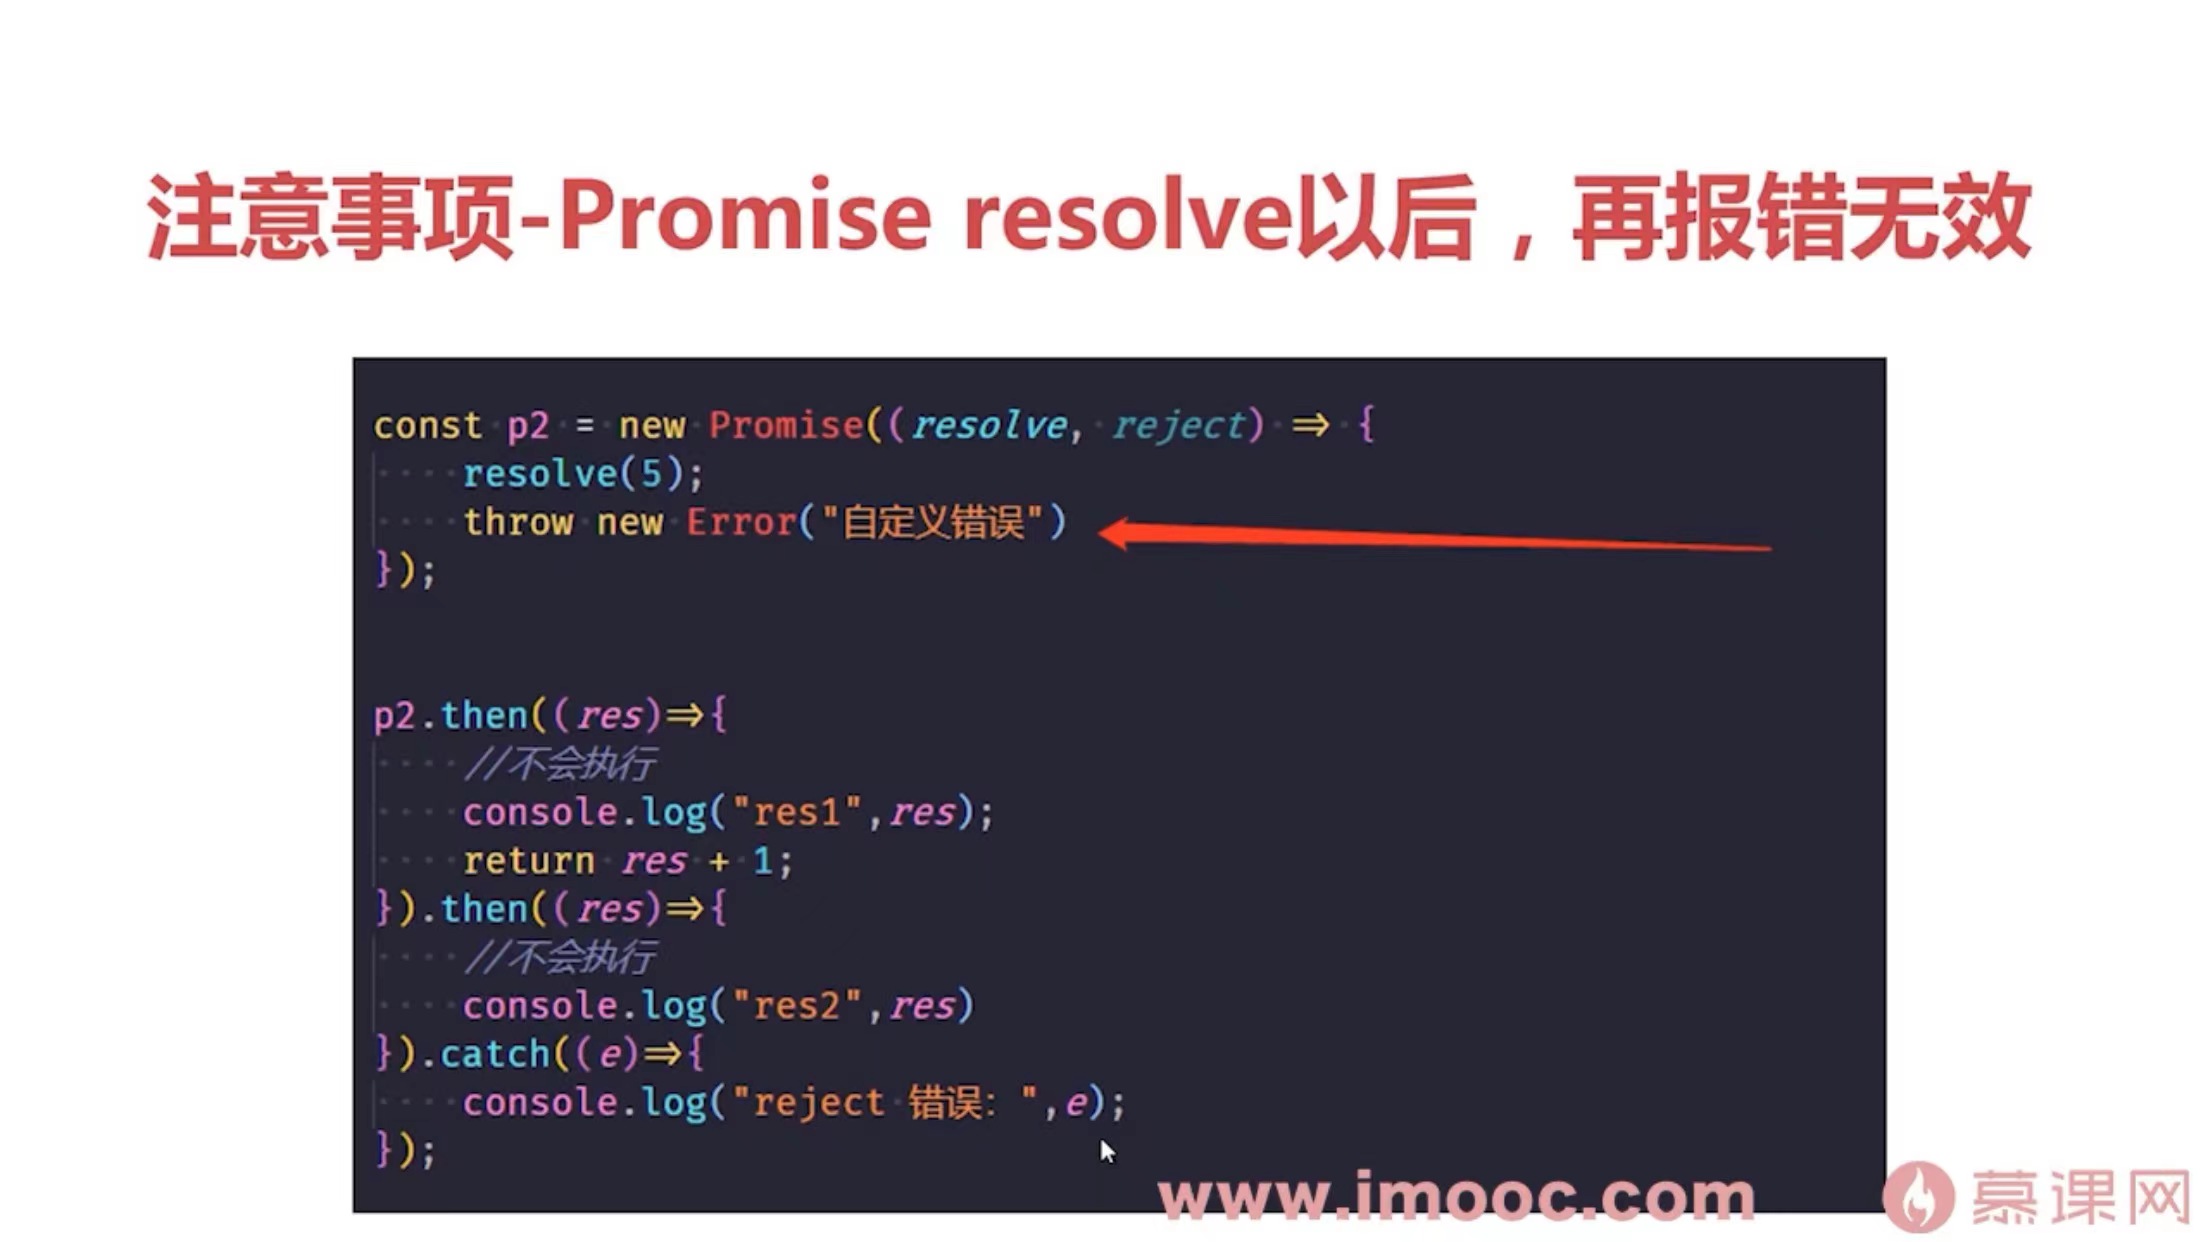 注意事项-Promise resolve以后，再报错无效
const p2 = new Promise((resolve, reject) => {
    resolve(5);
    throw new Error("自定义错误")
});
p2.then((res)=>{
    //不会执行
    console.log("res1",res);
    return res + 1;
}).then((res)=>{
    //不会执行
    console.log("res2",res)
}).catch((e)=>{
    console.log("reject 错误: ",e);
});
www.imooc.com
慕课网